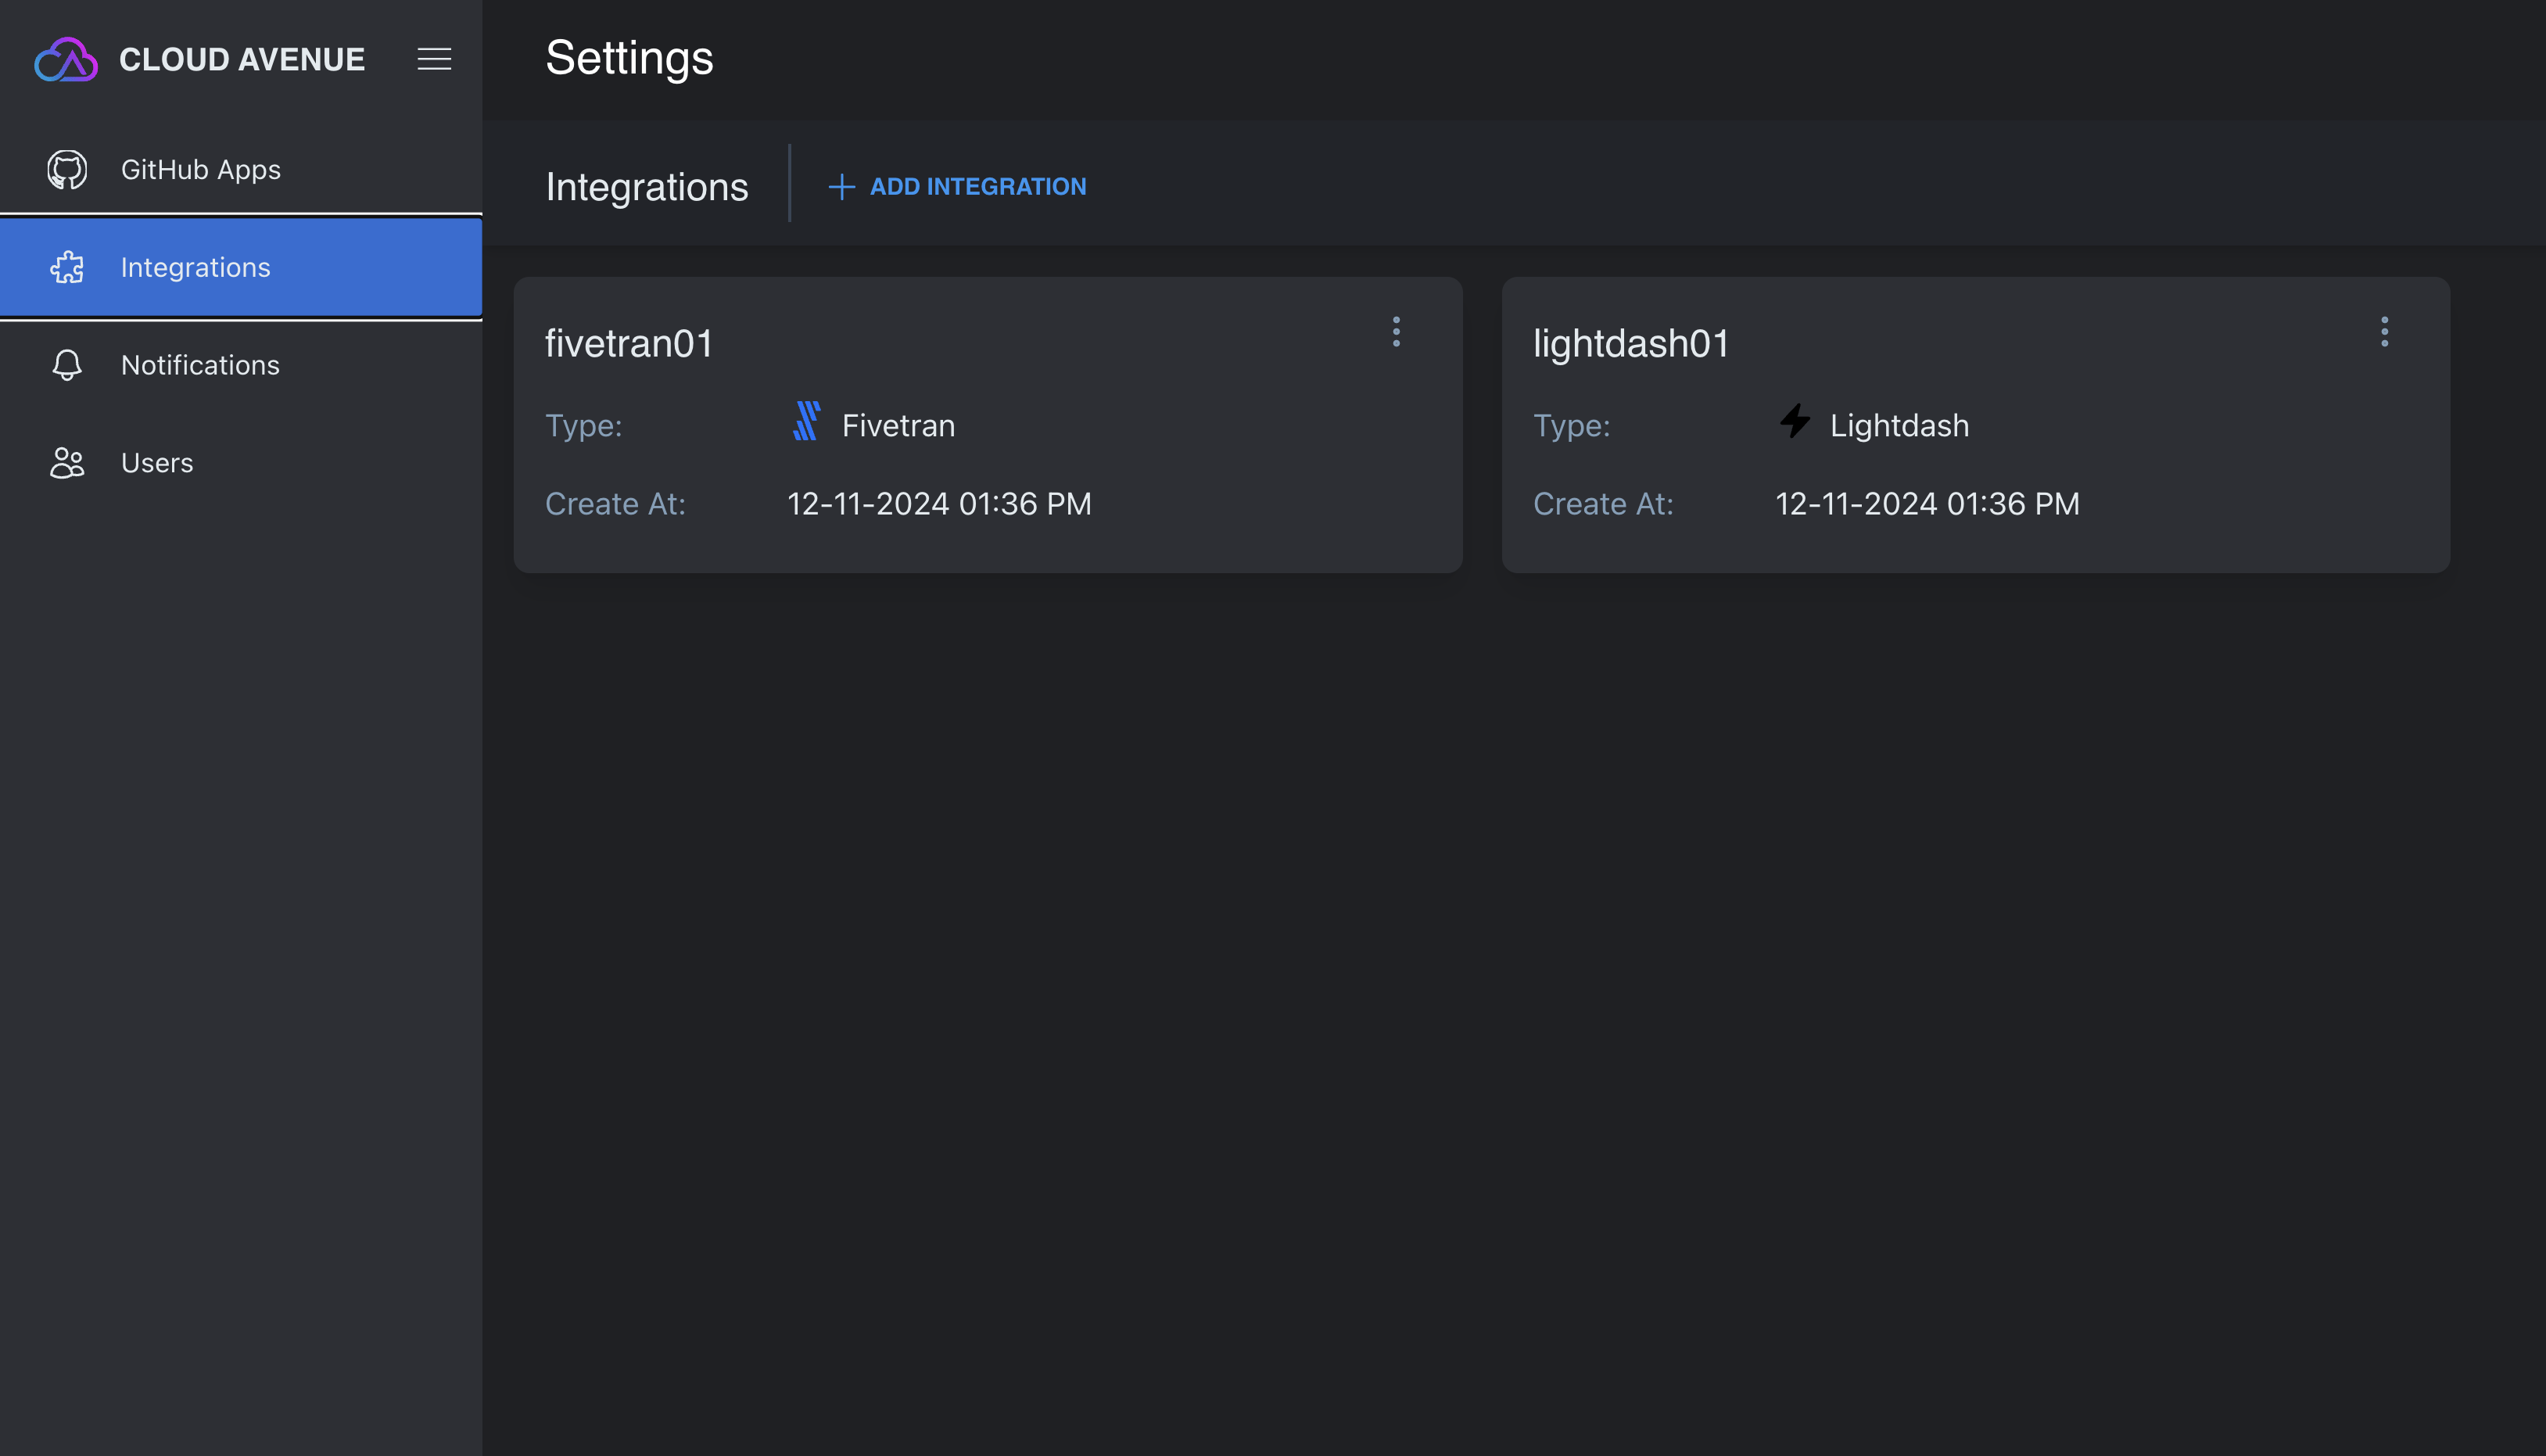 CLOUD AVENUE
GitHub Apps
Integrations
Notifications
Users
Settings
Integrations
ADD INTEGRATION
fivetran01
Type: Fivetran
Create At: 12-11-2024 01:36 PM
lightdash01
Type: Lightdash
Create At: 12-11-2024 01:36 PM